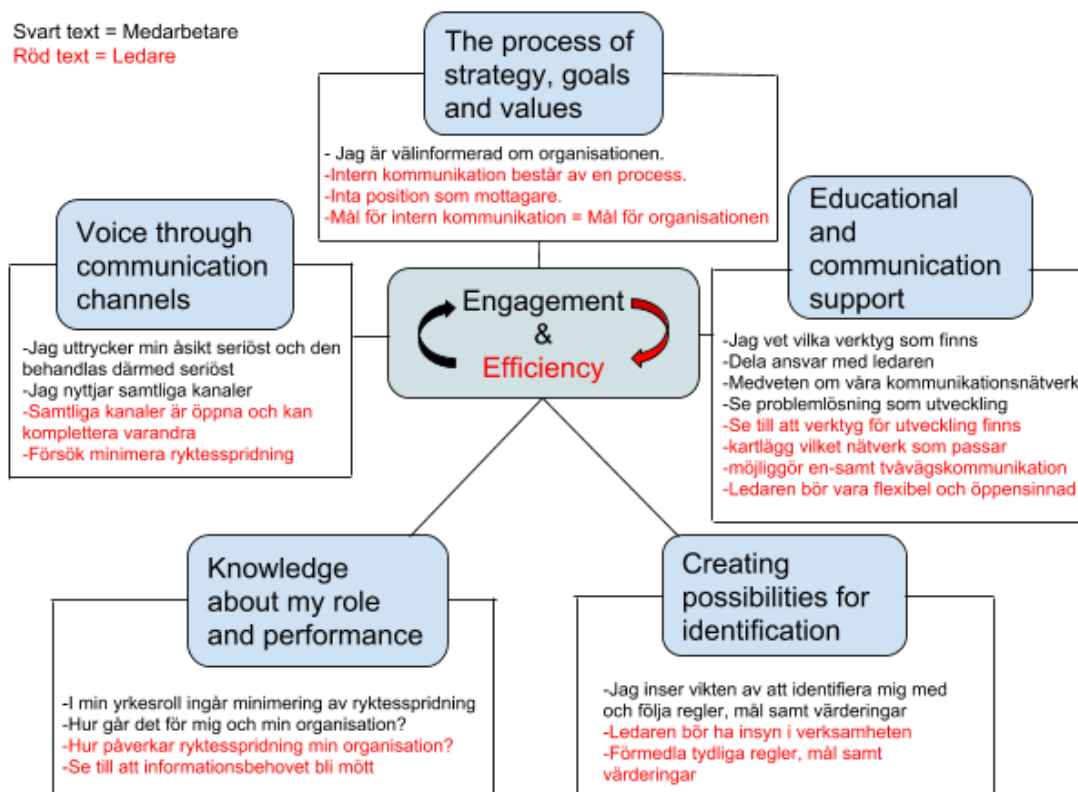 Svart text = Medarbetare
Röd text = Ledare
The process of
strategy, goals
and values
- Jag är välinformerad om organisationen.
-Intern kommunikation består av en process.
-Inta position som mottagare.
-Mål för intern kommunikation = Mål för organisationen
Voice through
communication
channels
-Jag uttrycker min åsikt seriöst och den
behandlas därmed seriöst
-Jag nyttjar samtliga kanaler
-Samtliga kanaler är öppna och kan
komplettera varandra
-Försök minimera ryktesspridning
Engagement
&
Efficiency
Educational
and
communication
support
-Jag vet vilka verktyg som finns
-Dela ansvar med ledaren
-Medveten om våra kommunikationsnätverk
-Se problemlösning som utveckling
-Se till att verktyg för utveckling finns
-kartlägg vilket nätverk som passar
-möjliggör en-samt tvåvägskommunikation
-Ledaren bör vara flexibel och öppensinnad
Knowledge
about my role
and performance
-I min yrkesroll ingår minimering av ryktesspridning
-Hur går det för mig och min organisation?
-Hur påverkar ryktesspridning min organisation?
-Se till att informationsbehovet bli mött
Creating
possibilities for
identification
-Jag inser vikten av att identifiera mig med
och följa regler, mål samt värderingar
-Ledaren bör ha insyn i verksamheten
-Förmedla tydliga regler, mål samt
värderingar